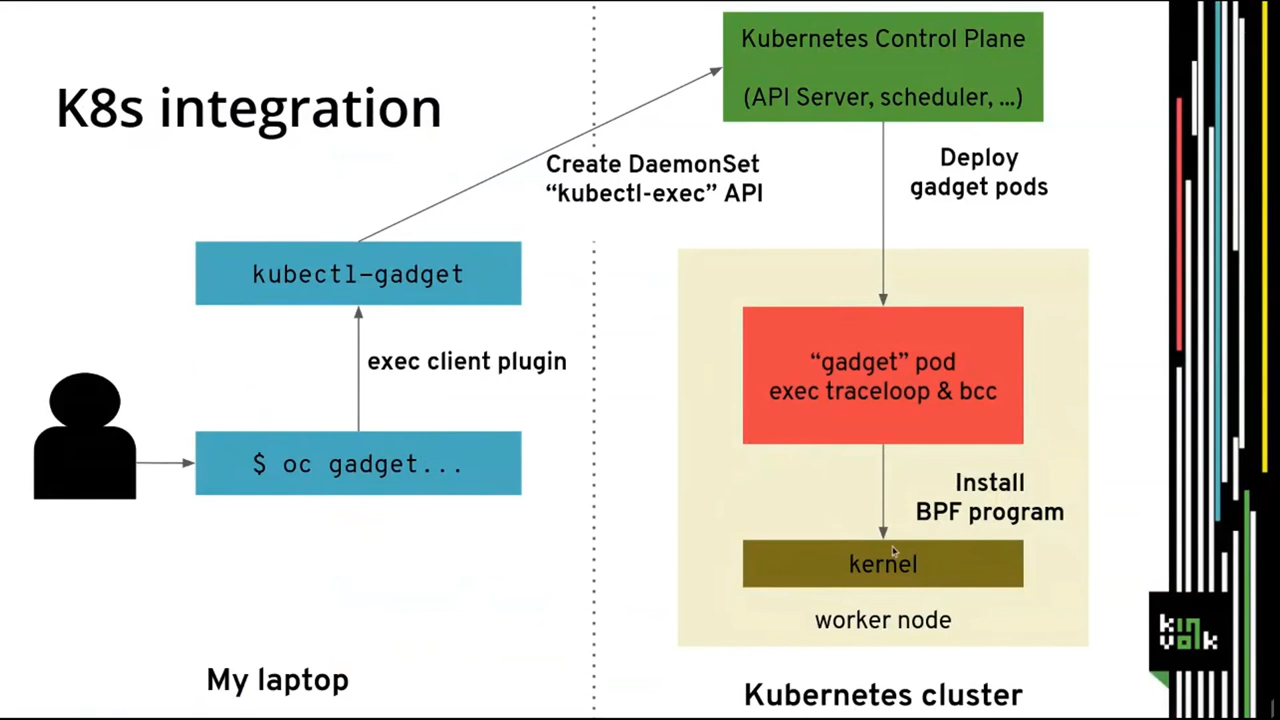 K8s integration
Kubernetes Control Plane
(API Server, scheduler, ...)
Create DaemonSet
“kubectl-exec” API
Deploy
gadget pods
kubectl-gadget
exec client plugin
$ oc gadget...
“gadget” pod
exec traceloop & bcc
Install
BPF program
kernel
worker node
My laptop
Kubernetes cluster
kin
volk